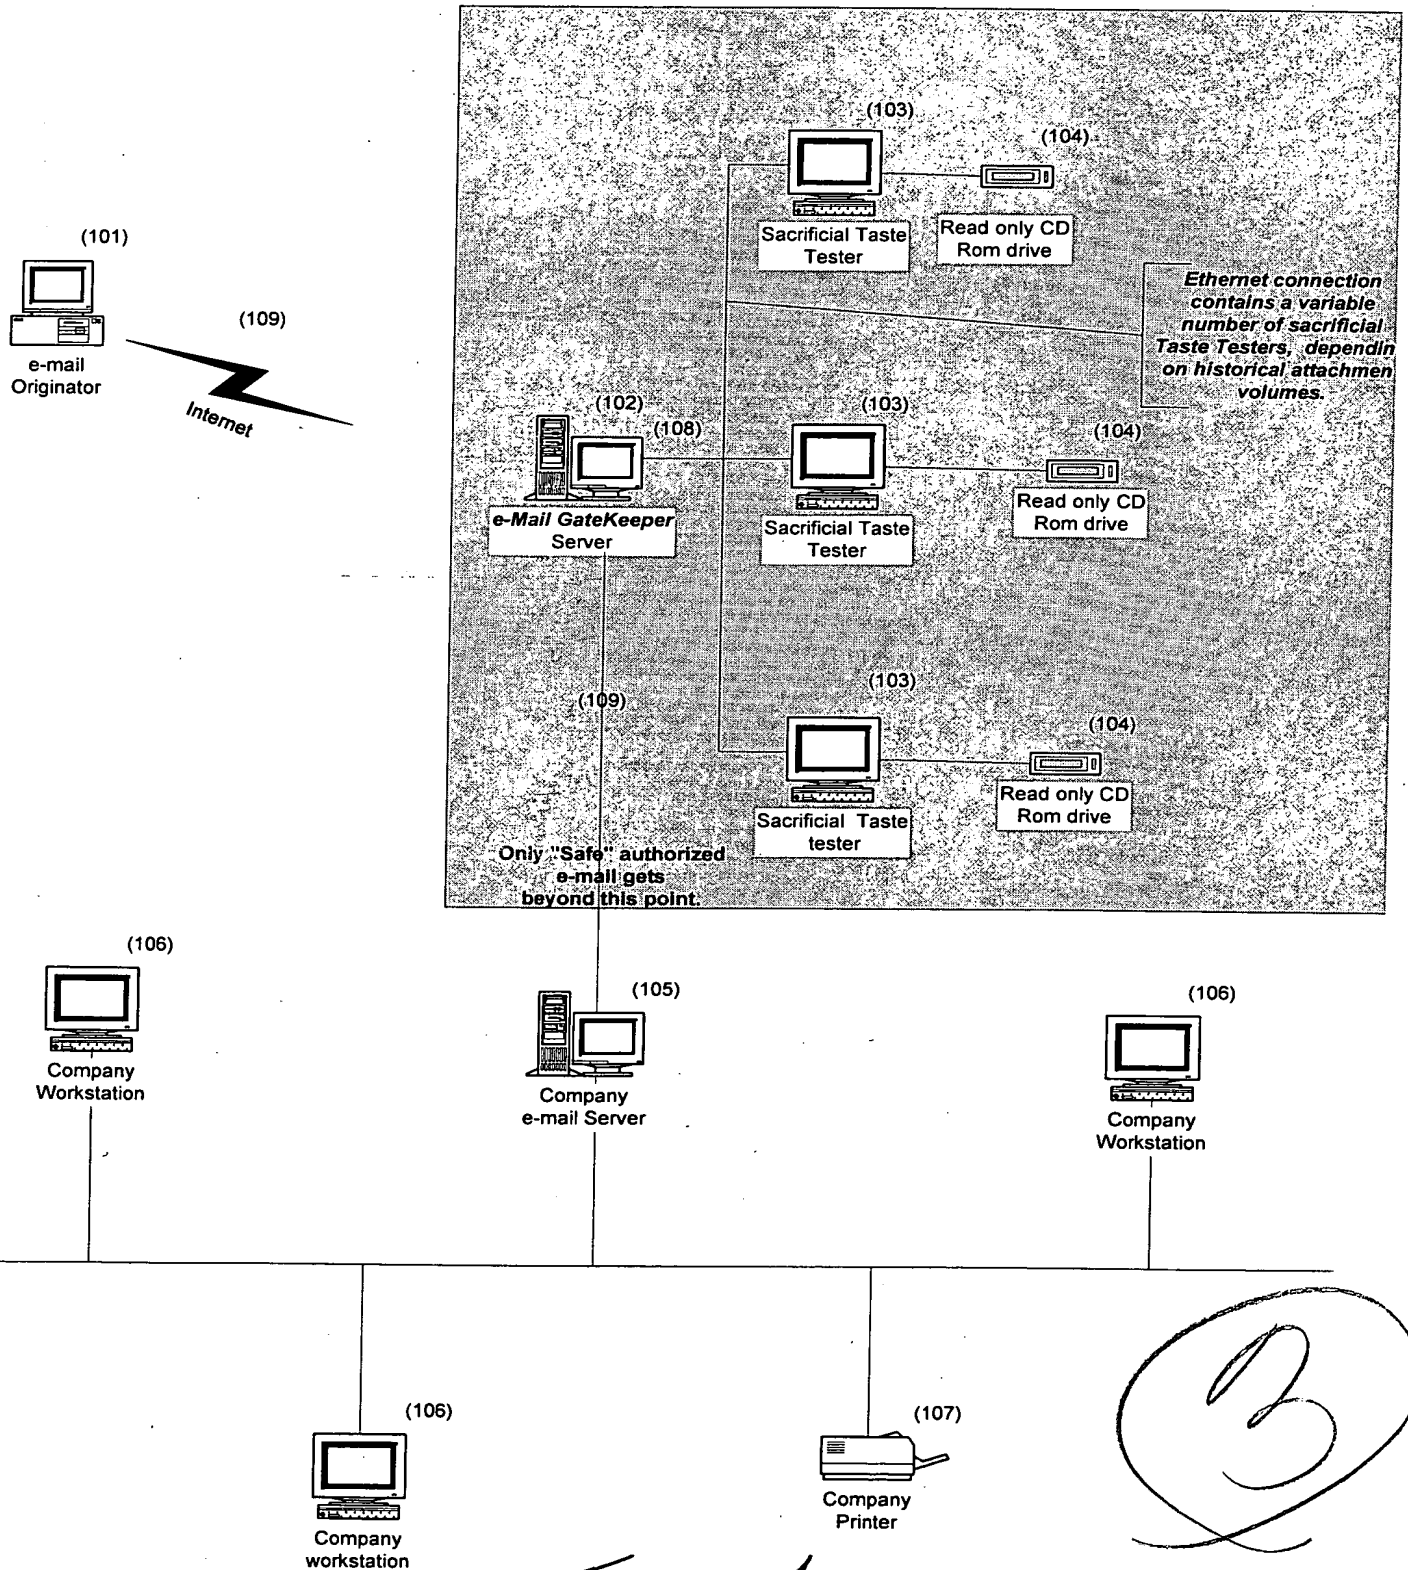 (103)
(104)
Sacrificial Taste
Tester
Read only CD
Rom drive
(101)
e-mail
Originator
(109)
Internet
Ethernet connection
contains a variable
number of sacrificial
Taste Testers, dependin
on historical attachmen
volumes.
(102)
(108)
e-Mail GateKeeper
Server
(103)
Sacrificial Taste
Tester
(104)
Read only CD
Rom drive
(109)
(103)
Sacrificial Taste
tester
(104)
Read only CD
Rom drive
Only "Safe" authorized
e-mail gets
beyond this point.
(106)
Company
Workstation
(105)
Company
e-mail Server
(106)
Company
Workstation
(106)
Company
workstation
(107)
Company
Printer
3